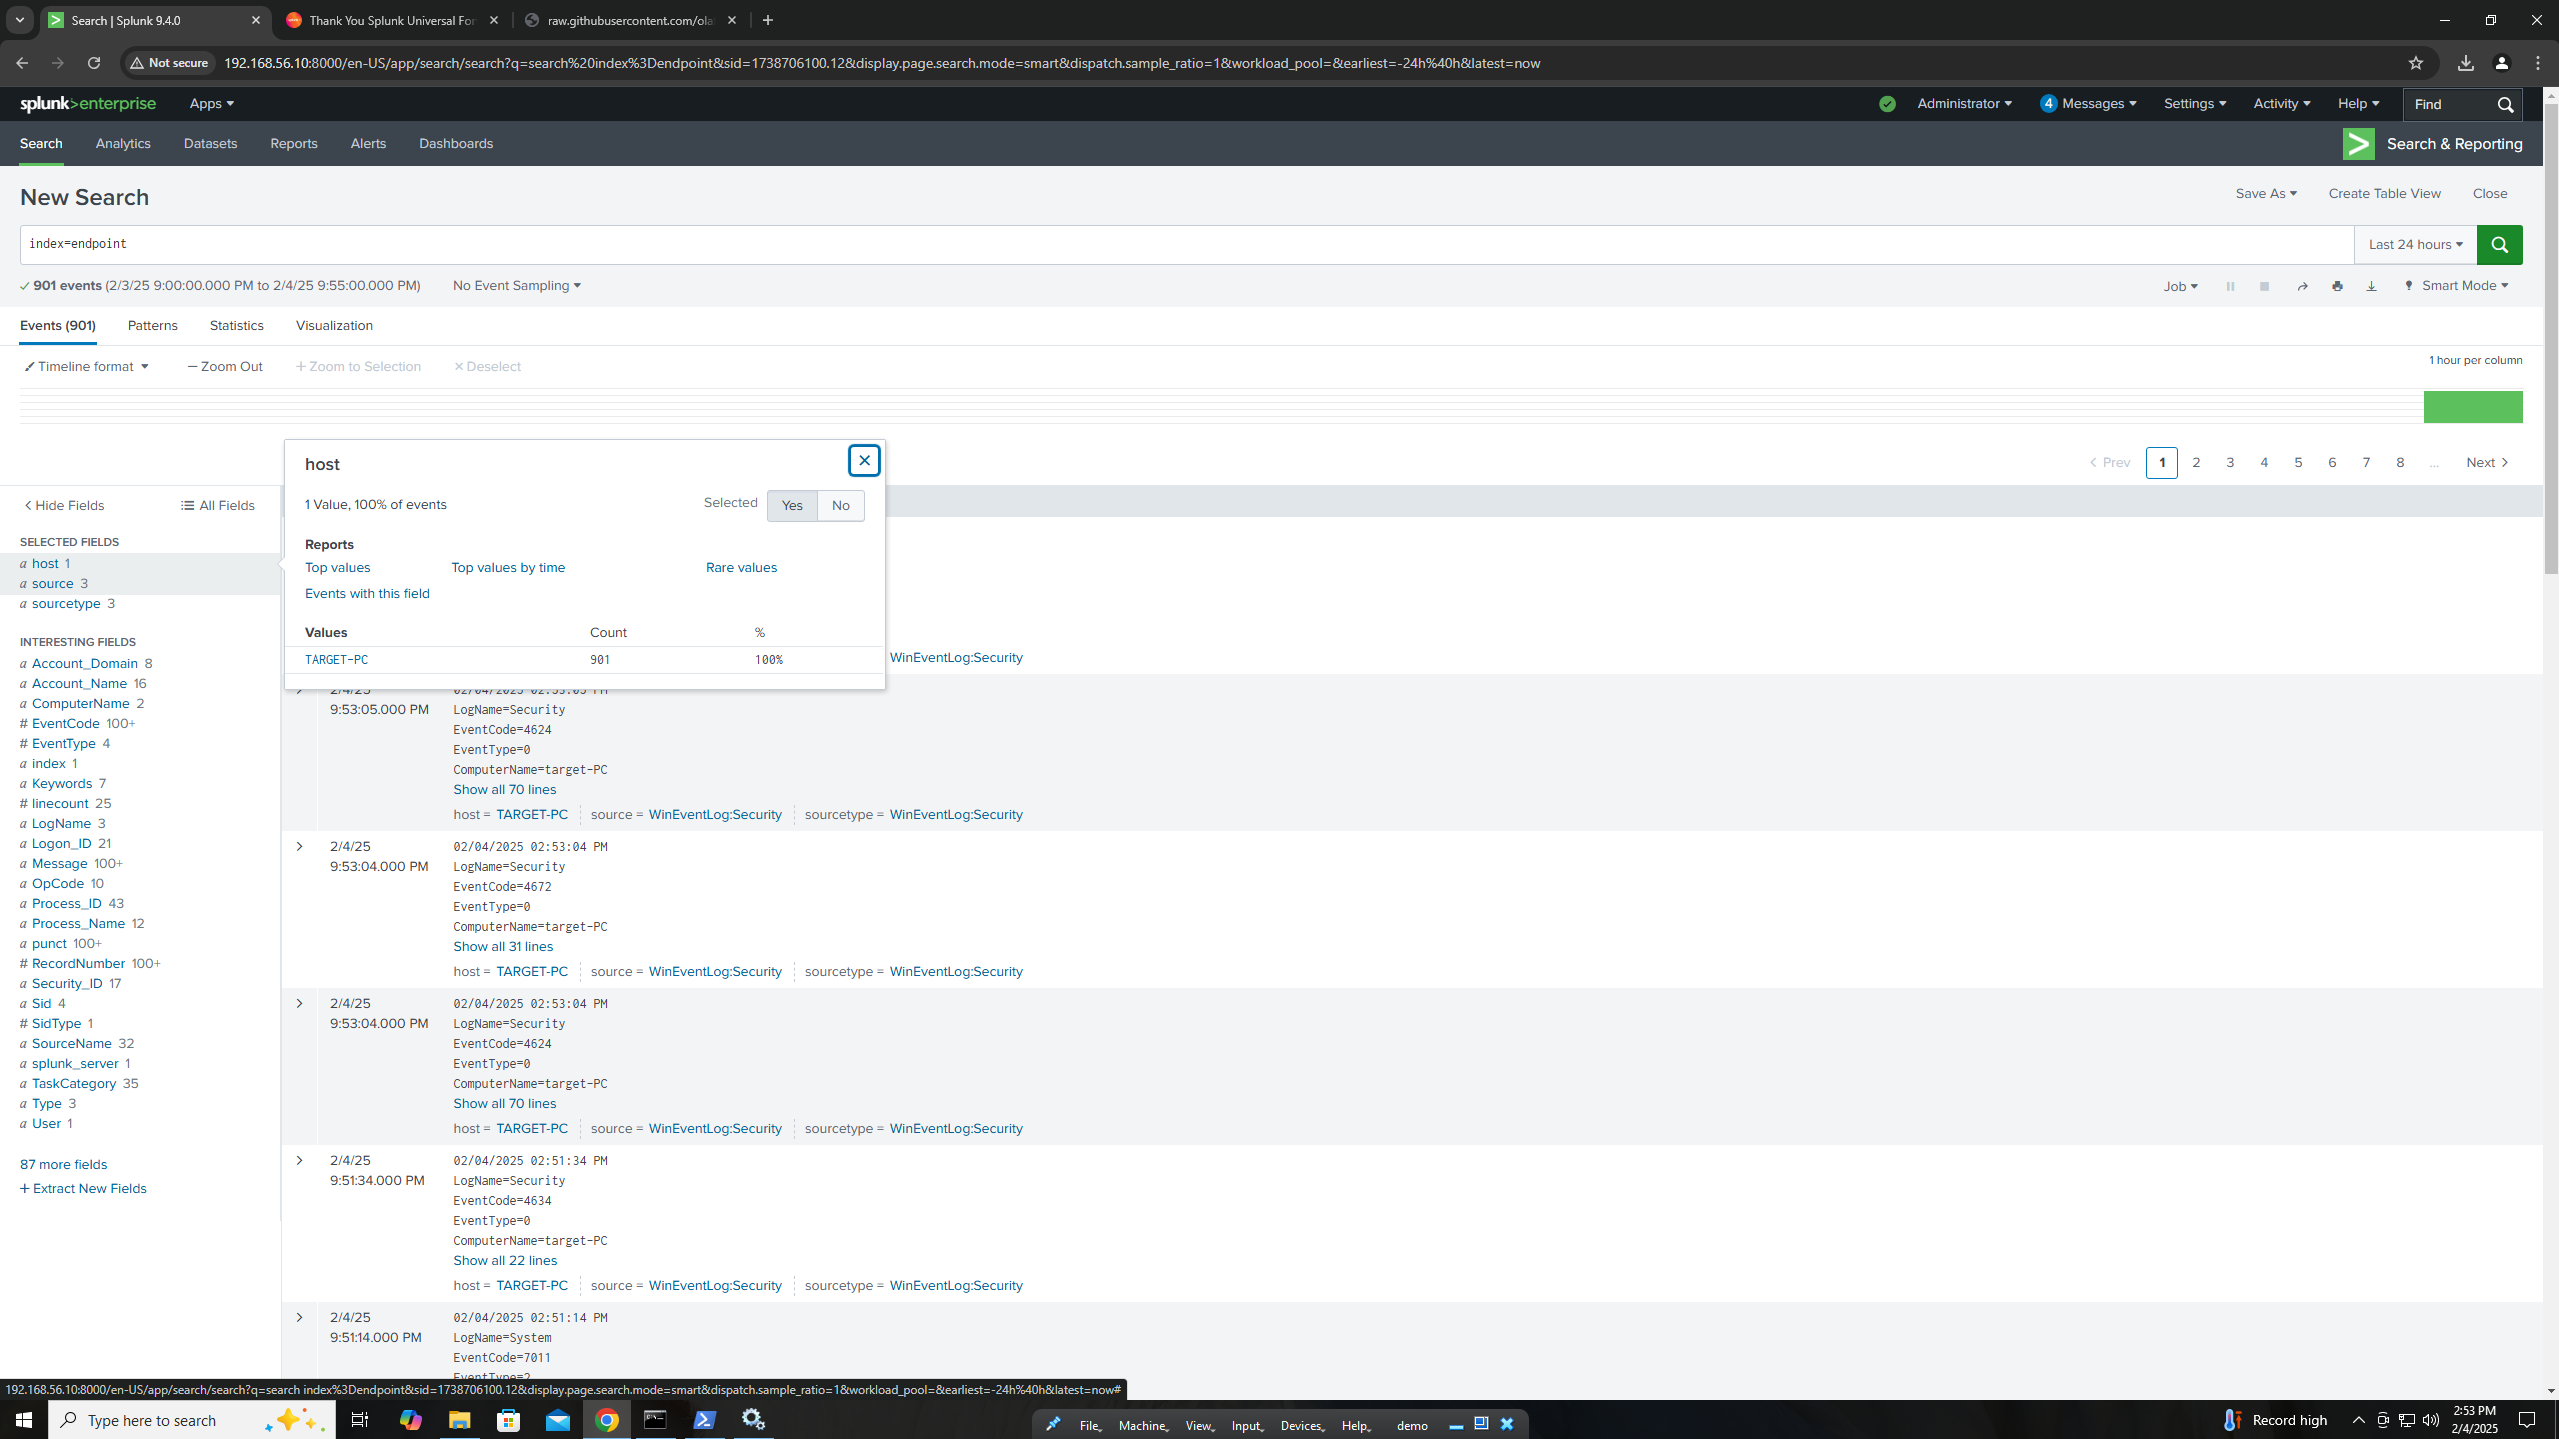 Search | Splunk 9.4.0
Thank You Splunk Universal For
raw.githubusercontent.com/ola
Not secure
192.168.56.10:8000/en-US/app/search/search?q=search%20index%3Dendpoint&sid=1738706100.12&display.page.search.mode=smart&dispatch.sample_ratio=1&workload_pool=&earliest=-24h%40h&latest=now
splunk>enterprise Apps
Administrator 4 Messages Settings Activity Help Find
Search Analytics Datasets Reports Alerts Dashboards
Search & Reporting
New Search
Save As Create Table View Close
index=endpoint
Last 24 hours
901 events (2/3/25 9:00:00.000 PM to 2/4/25 9:55:00.000 PM) No Event Sampling
Job Smart Mode
Events (901) Patterns Statistics Visualization
Timeline format — Zoom Out + Zoom to Selection × Deselect
1 hour per column
< Prev 1 2 3 4 5 6 7 8 ... Next >
host
1 Value, 100% of events
Selected Yes No
Reports
Top values Top values by time Rare values
Events with this field
Values Count %
TARGET-PC 901 100%
< Hide Fields All Fields
SELECTED FIELDS
a host 1
a source 3
a sourcetype 3
INTERESTING FIELDS
a Account_Domain 8
a Account_Name 16
a ComputerName 2
# EventCode 100+
# EventType 4
a index 1
a Keywords 7
# linecount 25
a LogName 3
a Logon_ID 21
a Message 100+
a OpCode 10
a Process_ID 43
a Process_Name 12
a punct 100+
# RecordNumber 100+
a Security_ID 17
a Sid 4
# SidType 1
a SourceName 32
a splunk_server 1
a TaskCategory 35
a Type 3
a User 1
87 more fields
+ Extract New Fields
WinEventLog:Security
2/4/25 02/04/2025 02:53:05 PM
9:53:05.000 PM LogName=Security
EventCode=4624
EventType=0
ComputerName=target-PC
Show all 70 lines
host = TARGET-PC source = WinEventLog:Security sourcetype = WinEventLog:Security
2/4/25 02/04/2025 02:53:04 PM
9:53:04.000 PM LogName=Security
EventCode=4672
EventType=0
ComputerName=target-PC
Show all 31 lines
host = TARGET-PC source = WinEventLog:Security sourcetype = WinEventLog:Security
2/4/25 02/04/2025 02:53:04 PM
9:53:04.000 PM LogName=Security
EventCode=4624
EventType=0
ComputerName=target-PC
Show all 70 lines
host = TARGET-PC source = WinEventLog:Security sourcetype = WinEventLog:Security
2/4/25 02/04/2025 02:51:34 PM
9:51:34.000 PM LogName=Security
EventCode=4634
EventType=0
ComputerName=target-PC
Show all 22 lines
host = TARGET-PC source = WinEventLog:Security sourcetype = WinEventLog:Security
2/4/25 02/04/2025 02:51:14 PM
9:51:14.000 PM LogName=System
EventCode=7011
EventType=2
192.168.56.10:8000/en-US/app/search/search?q=search index%3Dendpoint&sid=1738706100.12&display.page.search.mode=smart&dispatch.sample_ratio=1&workload_pool=&earliest=-24h%40h&latest=now#
Type here to search
File Machine View Input Devices Help demo
Record high
2:53 PM
2/4/2025